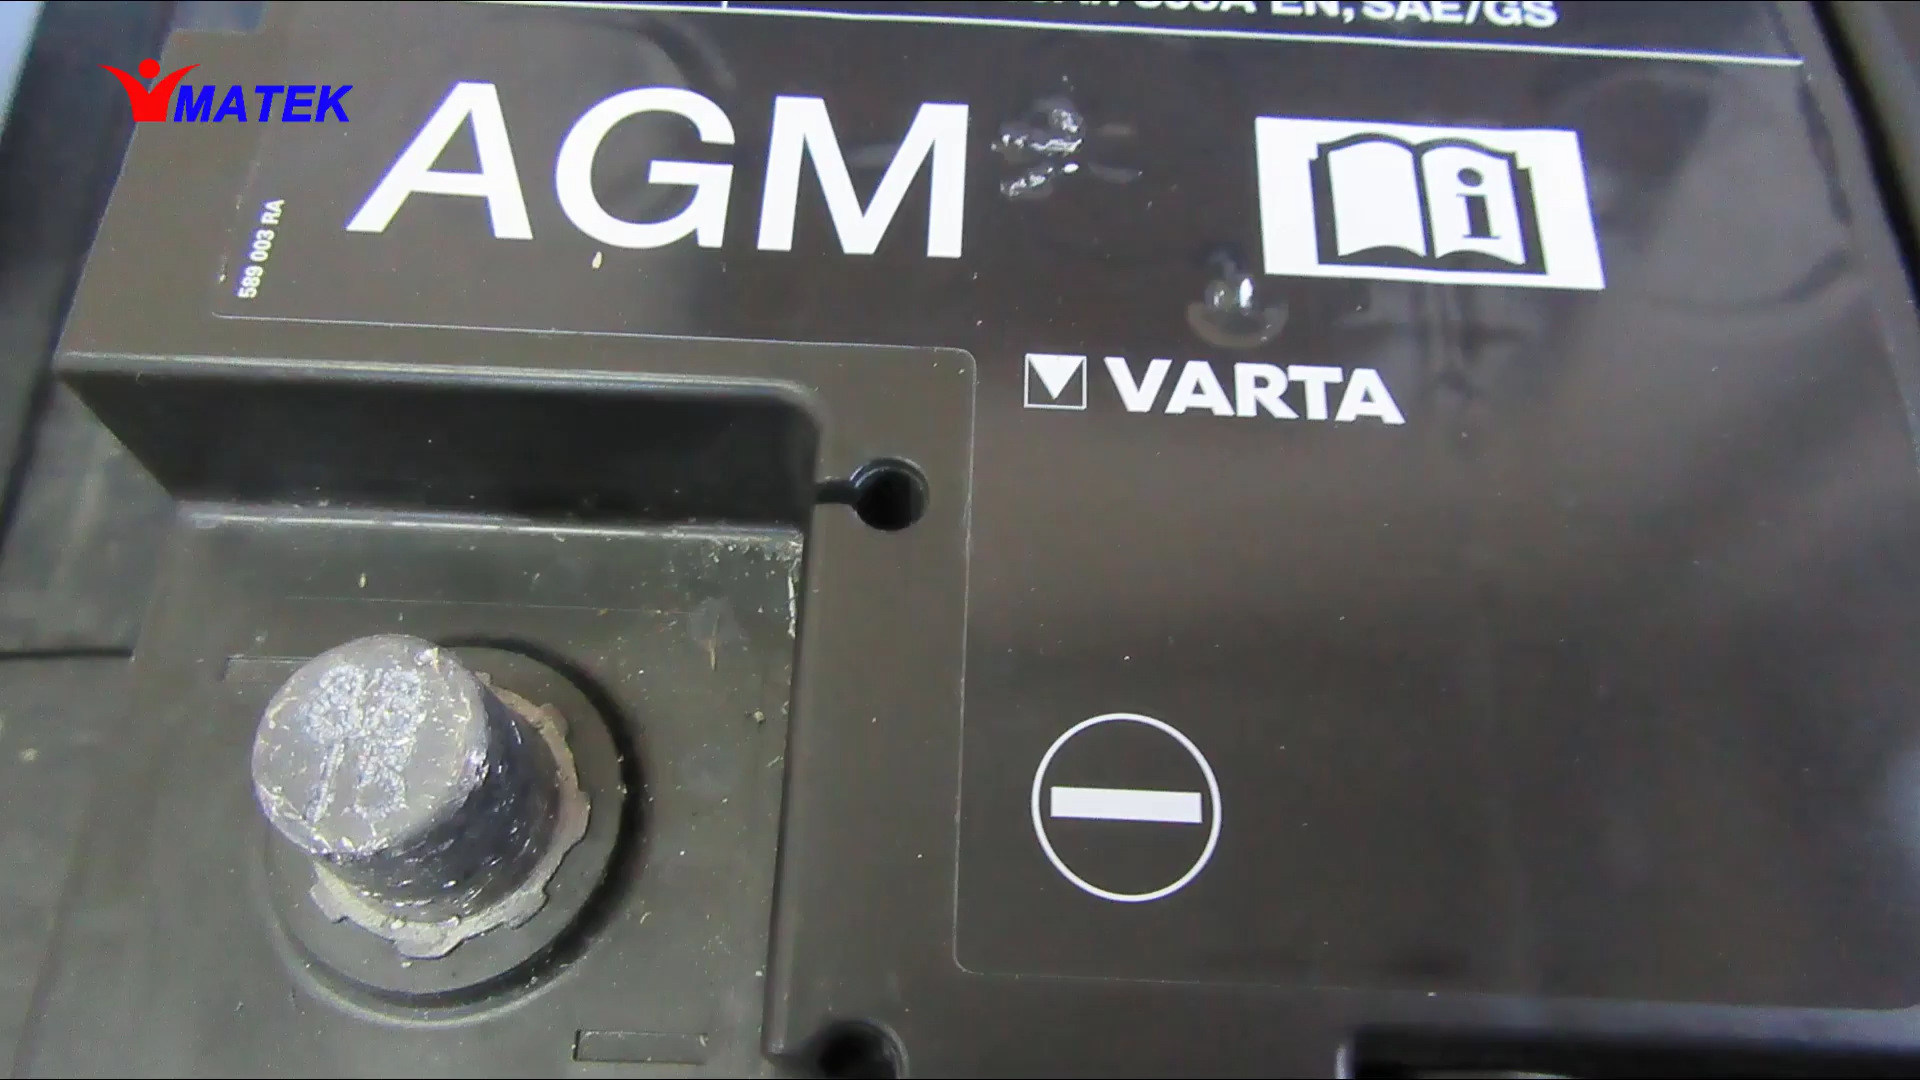 EN, SAE/GS
MATEK
AGM
589 003 RA
VARTA